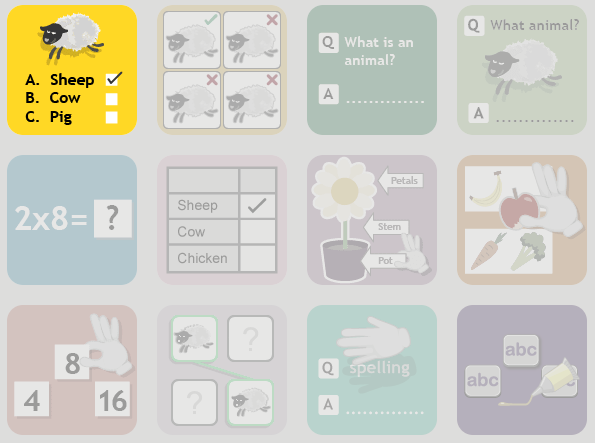 A. Sheep
B. Cow
C. Pig
Q What is an
animal?
A ..................
Q What animal?
A ..................
2x8= ?
Sheep
Cow
Chicken
Petals
Stem
Pot
4
8
16
?
?
Q spelling
A ..................
abc
abc
abc